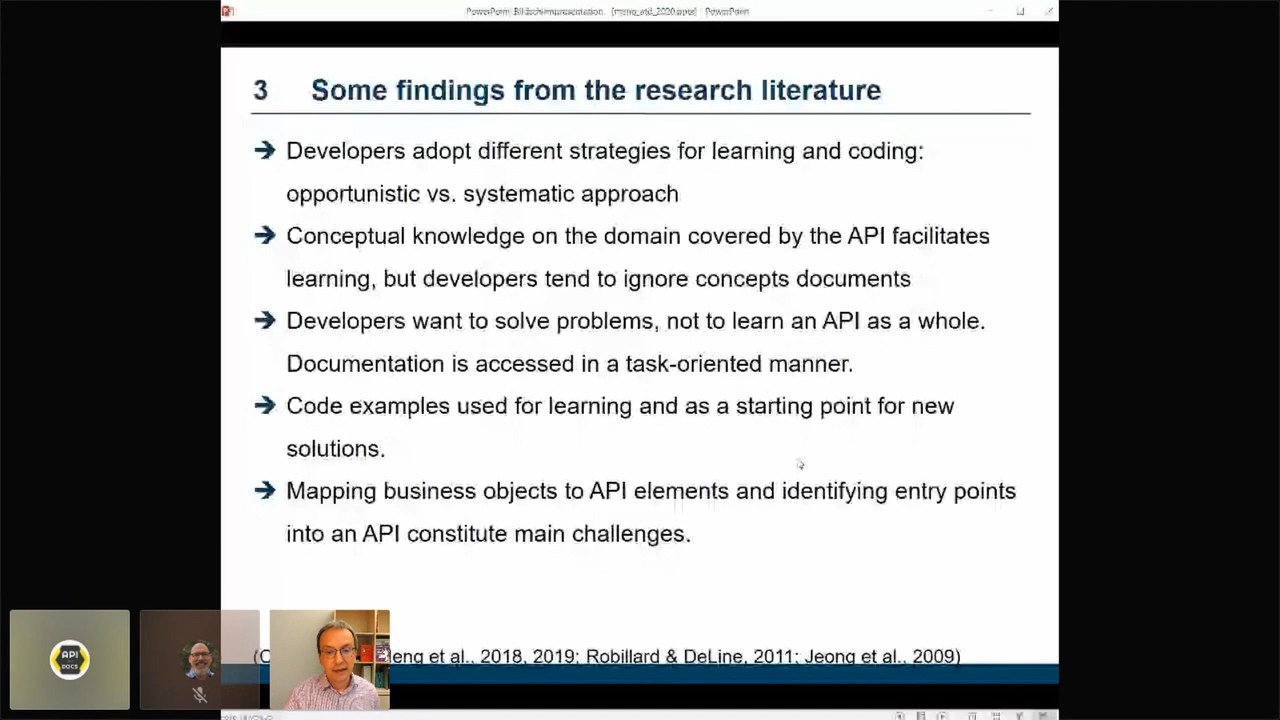 PowerPoint Bildschirmpräsentation - [meng_atd_2020.pptx] - PowerPoint
3 Some findings from the research literature
Developers adopt different strategies for learning and coding:
opportunistic vs. systematic approach
Conceptual knowledge on the domain covered by the API facilitates
learning, but developers tend to ignore concepts documents
Developers want to solve problems, not to learn an API as a whole.
Documentation is accessed in a task-oriented manner.
Code examples used for learning and as a starting point for new
solutions.
Mapping business objects to API elements and identifying entry points
into an API constitute main challenges.
et al., 2018, 2019; Robillard & DeLine, 2011; Jeong et al., 2009)
API
DOCS